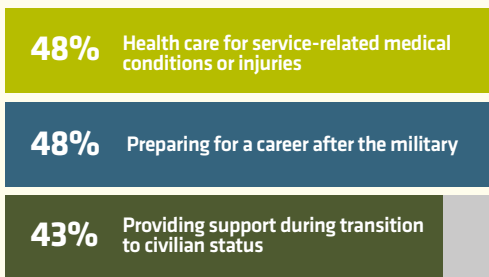 48% Health care for service-related medical
conditions or injuries
48% Preparing for a career after the military
43% Providing support during transition
to civilian status